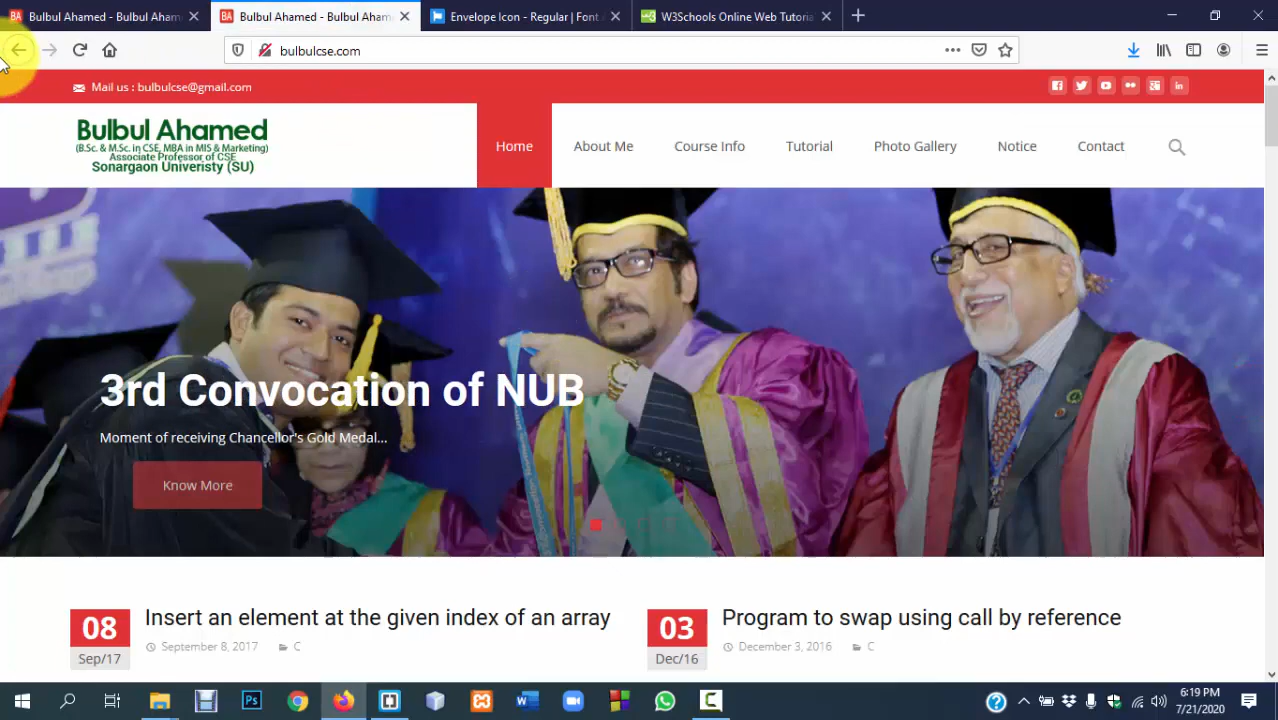 Bulbul Ahamed - Bulbul Aham
Bulbul Ahamed - Bulbul Aham
Envelope Icon - Regular | Font A
W3Schools Online Web Tutoria
bulbulcse.com
Mail us : bulbulcse@gmail.com
Bulbul Ahamed
(B.Sc. & M.Sc. in CSE, MBA in MIS & Marketing)
Associate Professor of CSE
Sonargaon Univeristy (SU)
Home
About Me
Course Info
Tutorial
Photo Gallery
Notice
Contact
3rd Convocation of NUB
Moment of receiving Chancellor's Gold Medal...
Know More
08
Sep/17
Insert an element at the given index of an array
September 8, 2017
C
03
Dec/16
Program to swap using call by reference
December 3, 2016
C
6:19 PM
7/21/2020